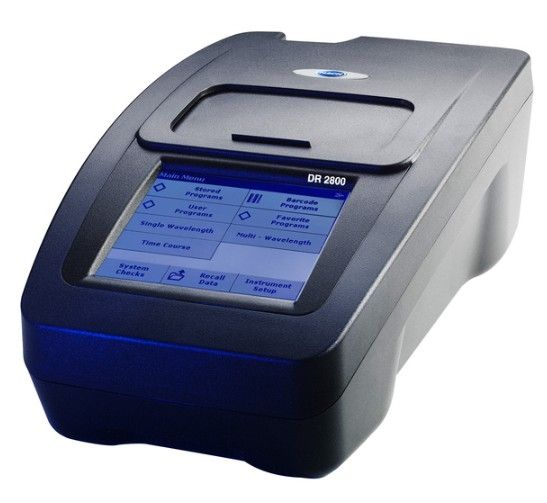 DR 2800
Main Menu
Stored
Programs
Barcode
Programs
User
Programs
Favorite
Programs
Single Wavelength
Multi - Wavelength
Time Course
System
Checks
Recall
Data
Instrument
Setup